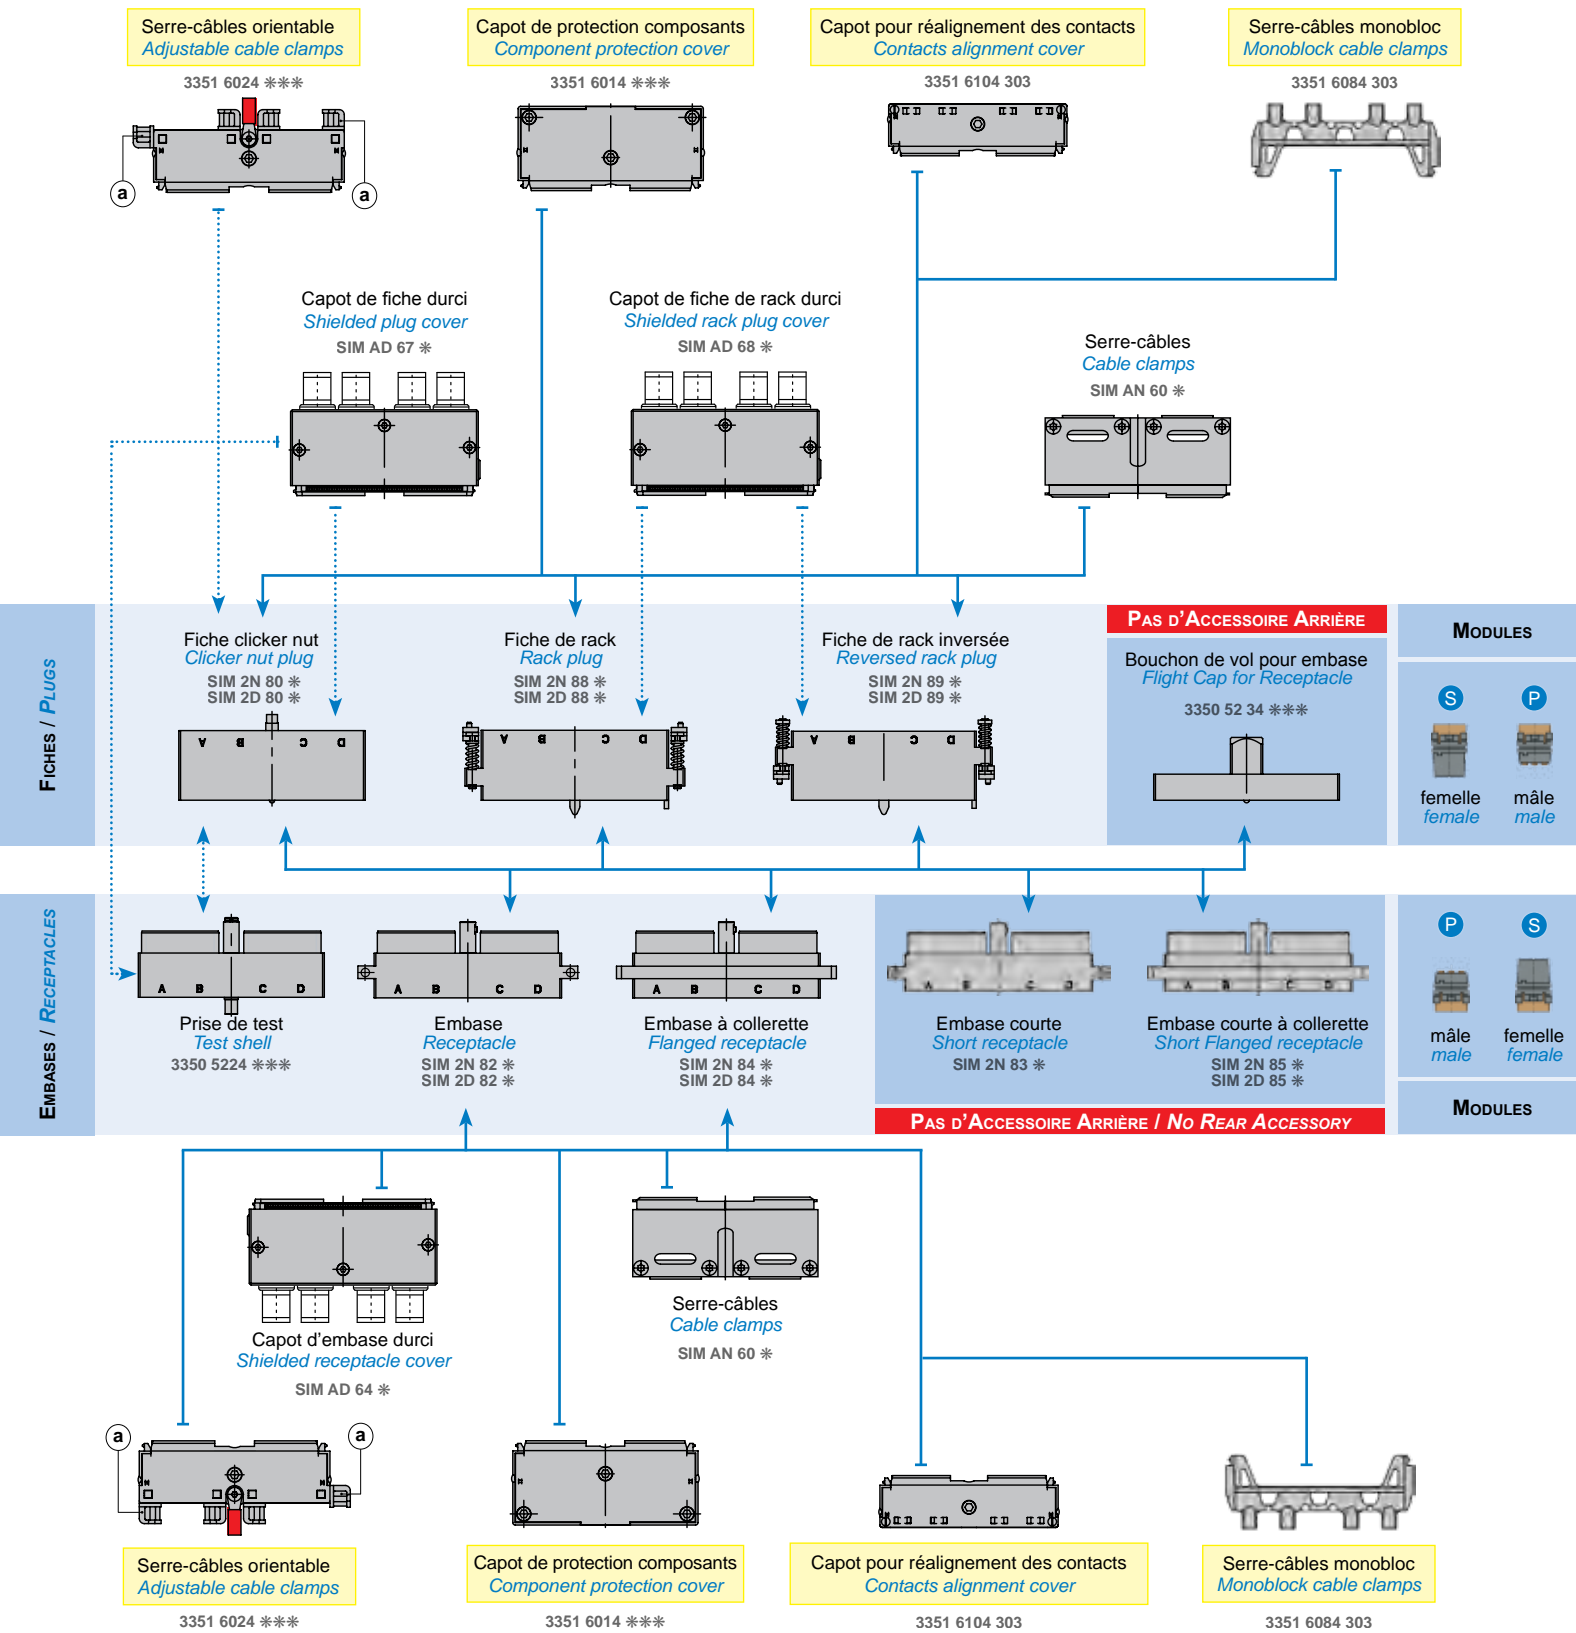 Serre-câbles orientable
Adjustable cable clamps
3351 6024 ✳✳✳
a
a
Capot de protection composants
Component protection cover
3351 6014 ✳✳✳
Capot pour réalignement des contacts
Contacts alignment cover
3351 6104 303
Serre-câbles monobloc
Monoblock cable clamps
3351 6084 303
Capot de fiche durci
Shielded plug cover
SIM AD 67 ✳
Capot de fiche de rack durci
Shielded rack plug cover
SIM AD 68 ✳
Serre-câbles
Cable clamps
SIM AN 60 ✳
FICHES / PLUGS
Fiche clicker nut
Clicker nut plug
SIM 2N 80 ✳
SIM 2D 80 ✳
A B C D
Fiche de rack
Rack plug
SIM 2N 88 ✳
SIM 2D 88 ✳
A B C D
Fiche de rack inversée
Reversed rack plug
SIM 2N 89 ✳
SIM 2D 89 ✳
A B C D
PAS D'ACCESSOIRE ARRIÈRE
Bouchon de vol pour embase
Flight Cap for Receptacle
3350 52 34 ✳✳✳
MODULES
S P
femelle mâle
female male
EMBASES / RECEPTACLES
A B C D
Prise de test
Test shell
3350 5224 ✳✳✳
A B C D
Embase
Receptacle
SIM 2N 82 ✳
SIM 2D 82 ✳
A B C D
Embase à collerette
Flanged receptacle
SIM 2N 84 ✳
SIM 2D 84 ✳
A B C D
Embase courte
Short receptacle
SIM 2N 83 ✳
A B C D
Embase courte à collerette
Short Flanged receptacle
SIM 2N 85 ✳
SIM 2D 85 ✳
PAS D'ACCESSOIRE ARRIÈRE / NO REAR ACCESSORY
P S
mâle femelle
male female
MODULES
Capot d'embase durci
Shielded receptacle cover
SIM AD 64 ✳
Serre-câbles
Cable clamps
SIM AN 60 ✳
a
a
Serre-câbles orientable
Adjustable cable clamps
3351 6024 ✳✳✳
Capot de protection composants
Component protection cover
3351 6014 ✳✳✳
Capot pour réalignement des contacts
Contacts alignment cover
3351 6104 303
Serre-câbles monobloc
Monoblock cable clamps
3351 6084 303